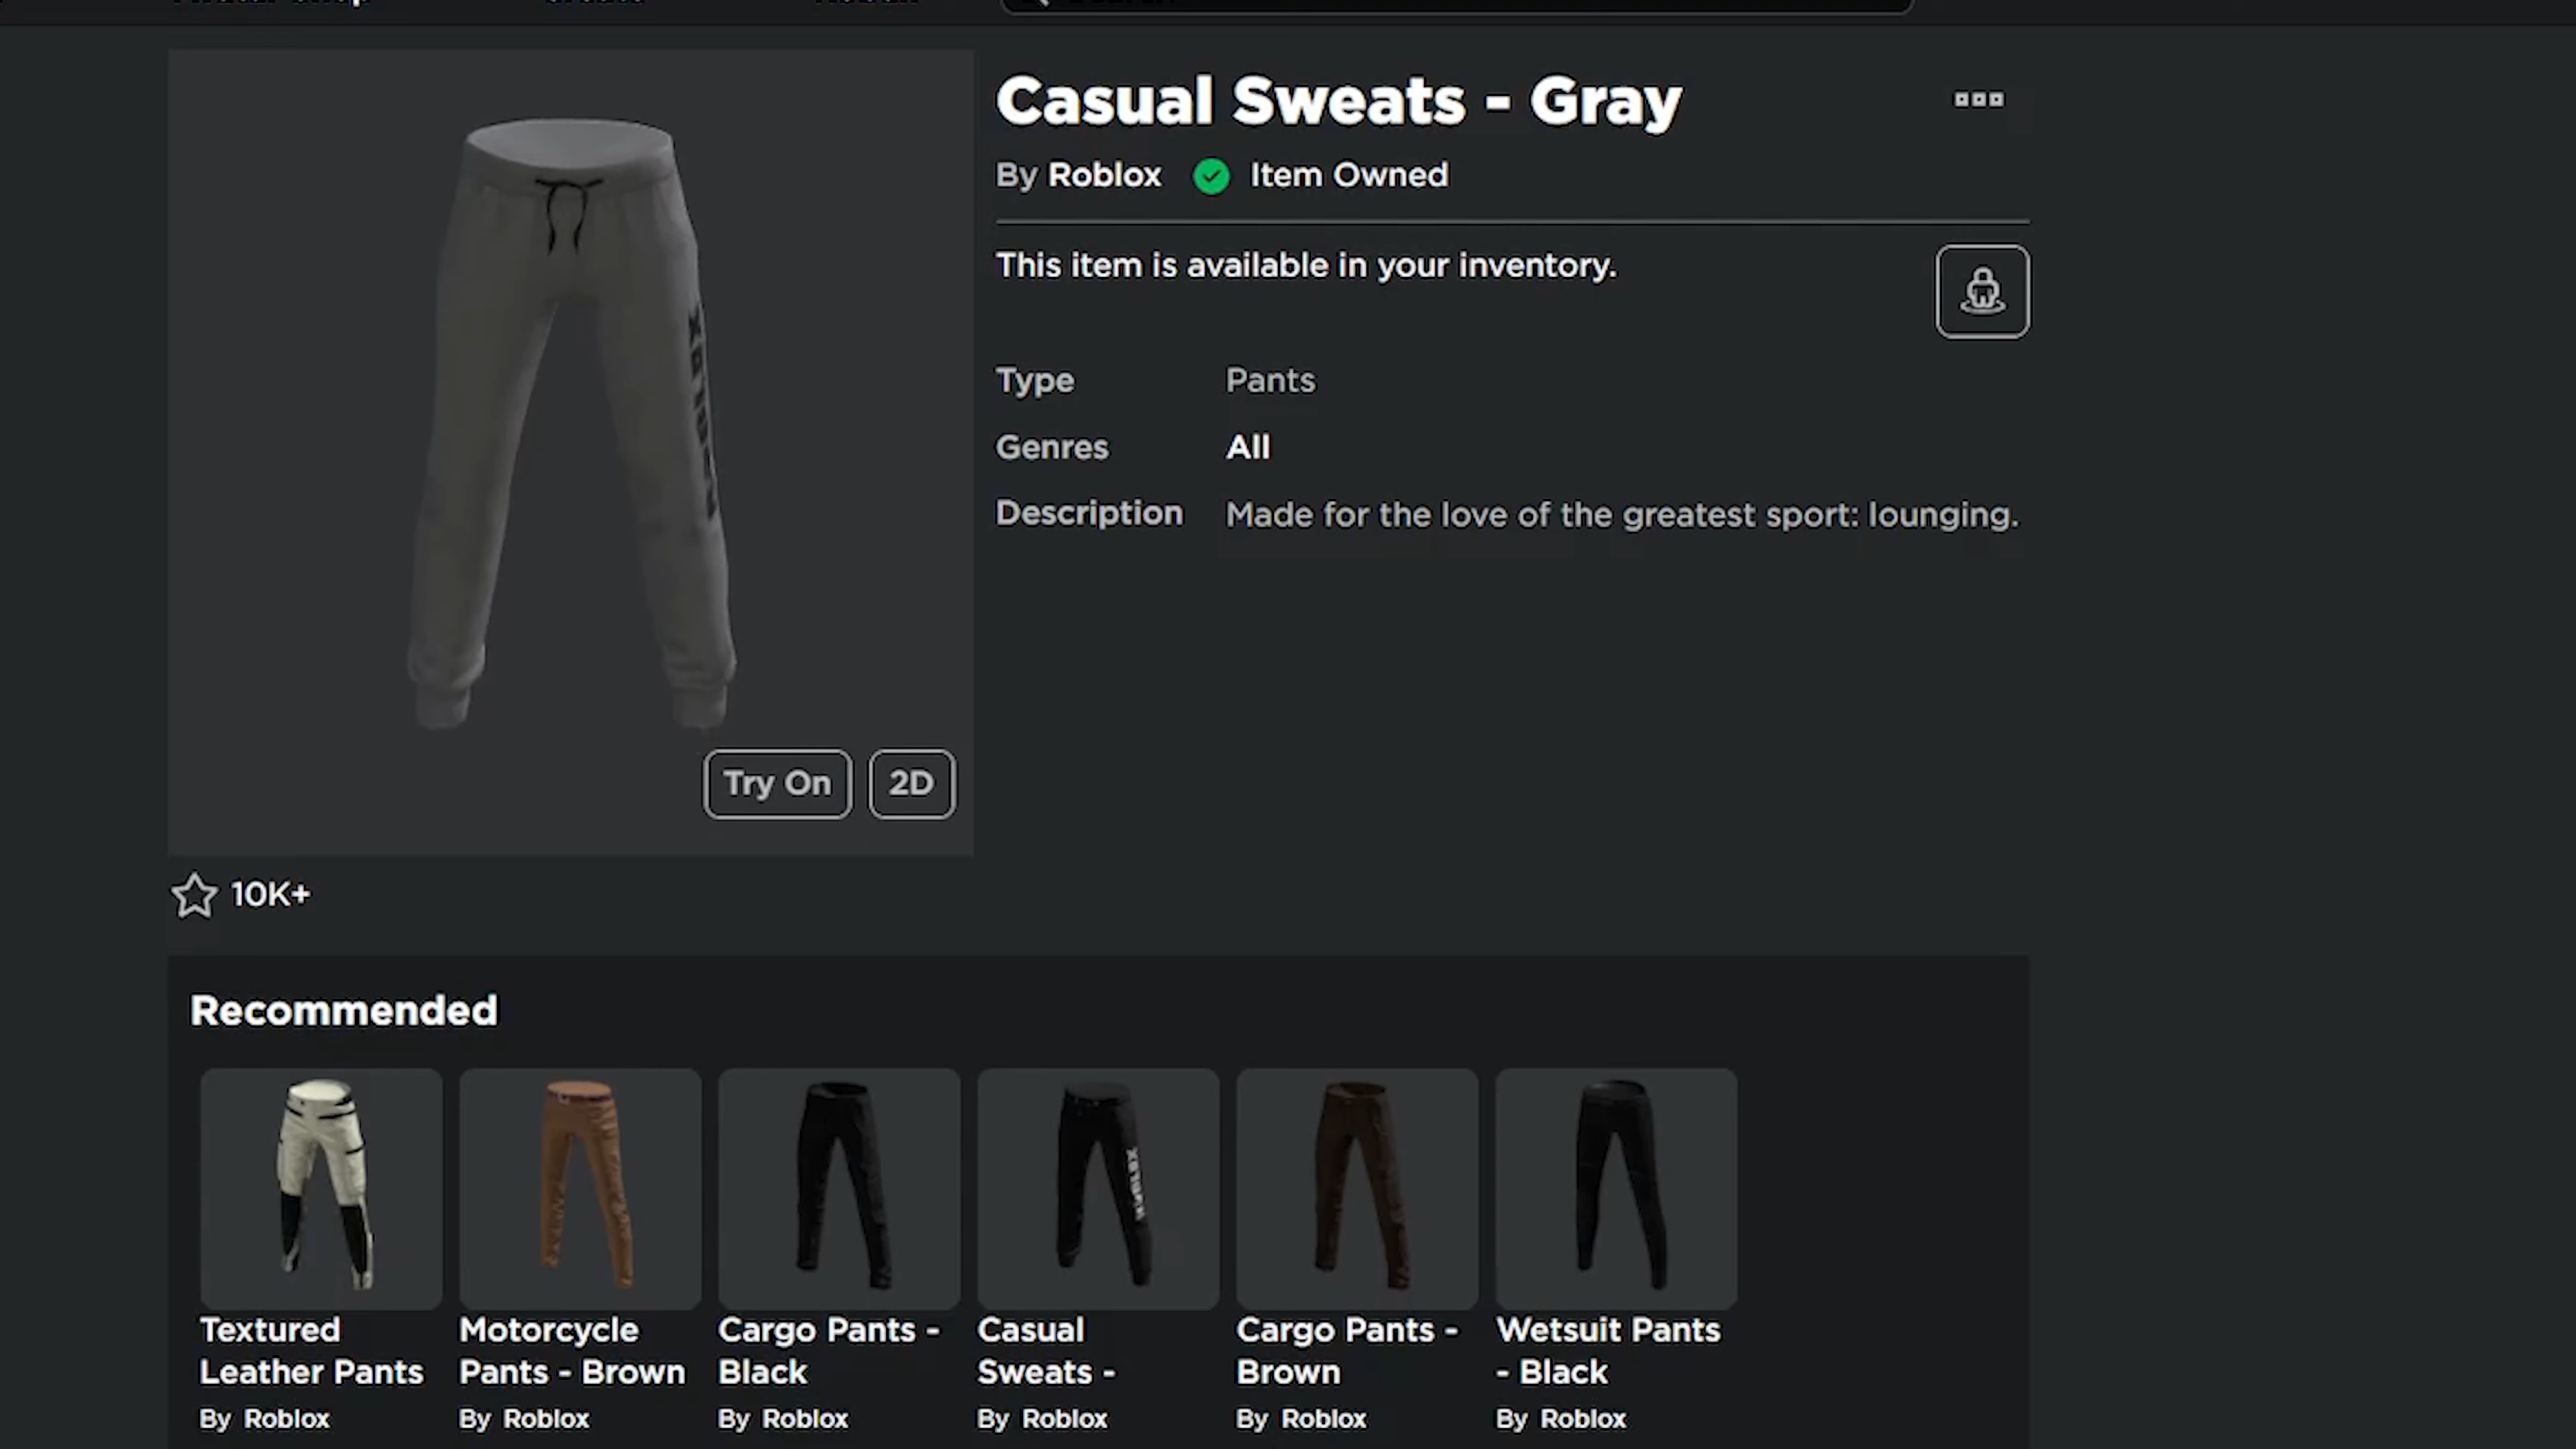 Casual Sweats - Gray
By Roblox Item Owned
This item is available in your inventory.
Type Pants
Genres All
Description Made for the love of the greatest sport: lounging.
Try On 2D
10K+
Recommended
Textured Leather Pants
By Roblox
Motorcycle Pants - Brown
By Roblox
Cargo Pants - Black
By Roblox
Casual Sweats -
By Roblox
Cargo Pants - Brown
By Roblox
Wetsuit Pants - Black
By Roblox